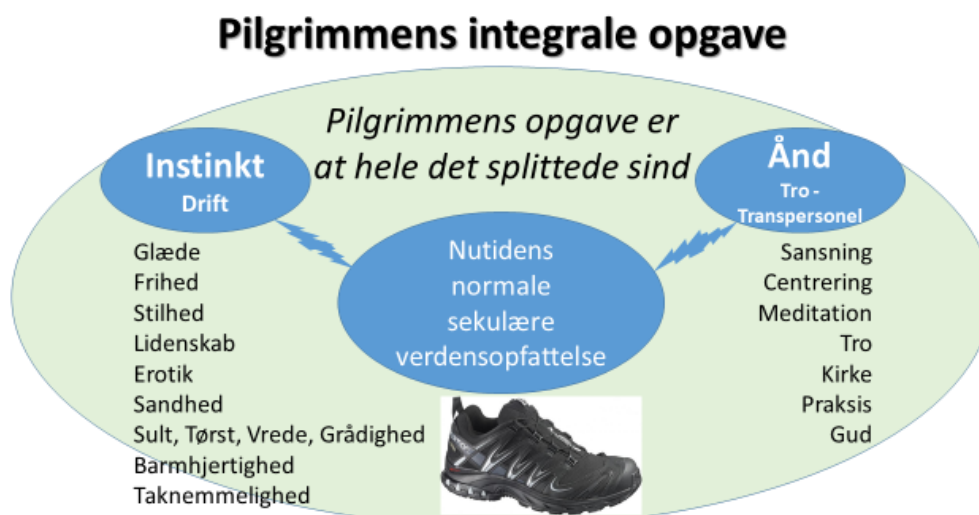 Pilgrimmens integrale opgave
Pilgrimmens opgave er
at hele det splittede sind
Instinkt
Drift
Ånd
Tro -
Transpersonel
Nutidens
normale
sekulære
verdensopfattelse
Glæde
Frihed
Stilhed
Lidenskab
Erotik
Sandhed
Sult, Tørst, Vrede, Grådighed
Barmhjertighed
Taknemmelighed
Sansning
Centrering
Meditation
Tro
Kirke
Praksis
Gud